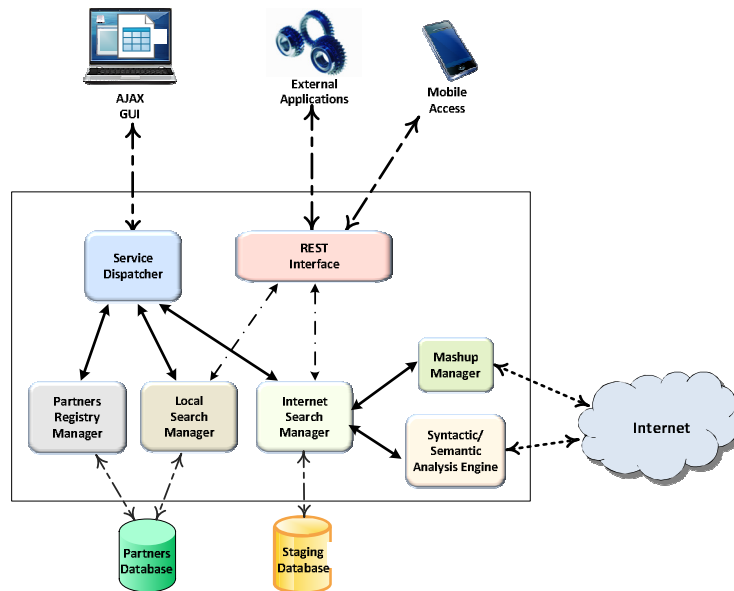 AJAX
GUI
External
Applications
Mobile
Access
Service
Dispatcher
REST
Interface
Mashup
Manager
Partners
Registry
Manager
Local
Search
Manager
Internet
Search
Manager
Syntactic/
Semantic
Analysis Engine
Internet
Partners
Database
Staging
Database